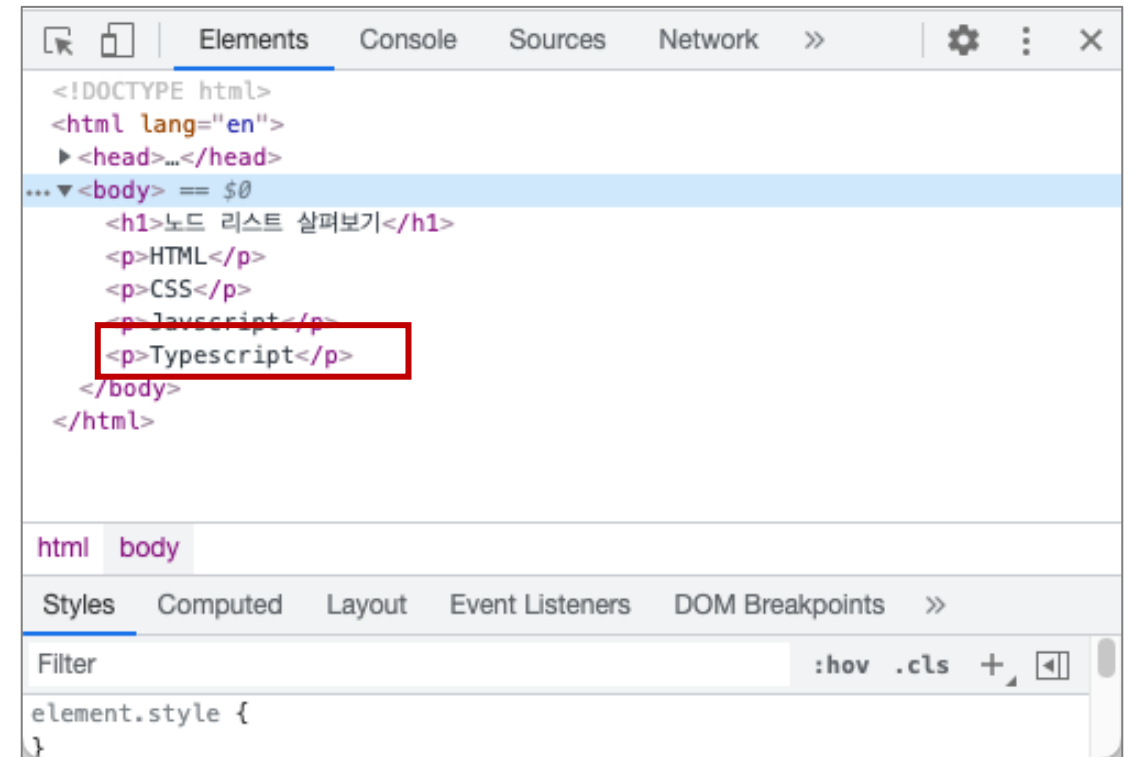 Elements Console Sources Network »
<!DOCTYPE html>
<html lang="en">
▶<head>…</head>
… ▼<body> == $0
<h1>노드 리스트 살펴보기</h1>
<p>HTML</p>
<p>CSS</p>
<p>Javscript</p>
<p>Typescript</p>
</body>
</html>
html body
Styles Computed Layout Event Listeners DOM Breakpoints »
Filter :hov .cls +
element.style {
}